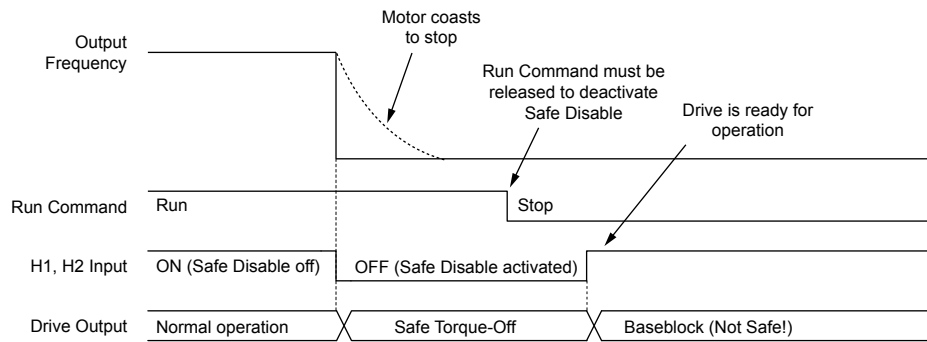 Motor coasts
to stop
Output
Frequency
Run Command must be
released to deactivate
Safe Disable
Drive is ready for
operation
Run Command
Run
Stop
H1, H2 Input
ON (Safe Disable off)
OFF (Safe Disable activated)
Drive Output
Normal operation
Safe Torque-Off
Baseblock (Not Safe!)